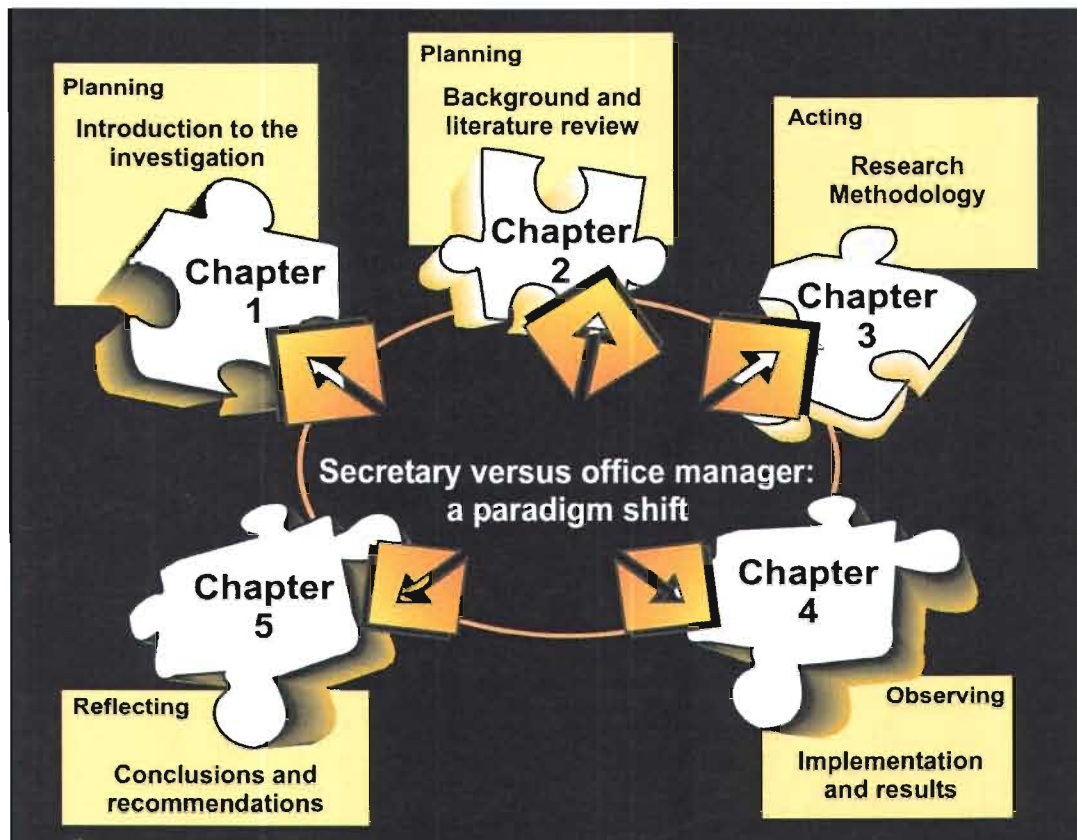 Planning
Introduction to the
investigation
Chapter
1
Planning
Background and
literature review
Chapter
2
Acting
Research
Methodology
Chapter
3
Secretary versus office manager:
a paradigm shift
Chapter
4
Observing
Implementation
and results
Chapter
5
Reflecting
Conclusions and
recommendations